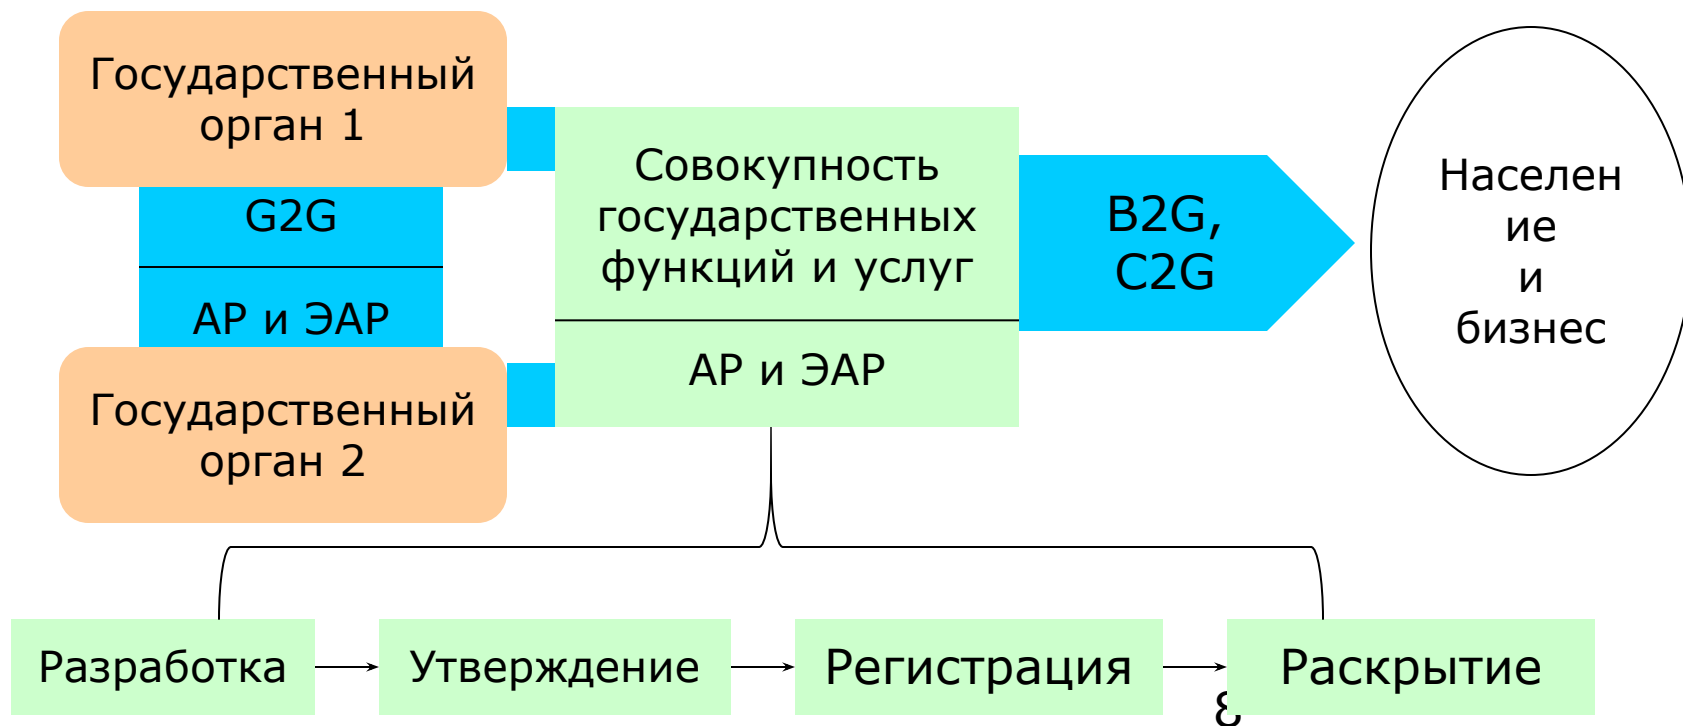 Государственный
орган 1
G2G
АР и ЭАР
Государственный
орган 2
Совокупность
государственных
функций и услуг
АР и ЭАР
B2G,
C2G
Населен
ие
и
бизнес
Разработка
Утверждение
Регистрация
Раскрытие
8